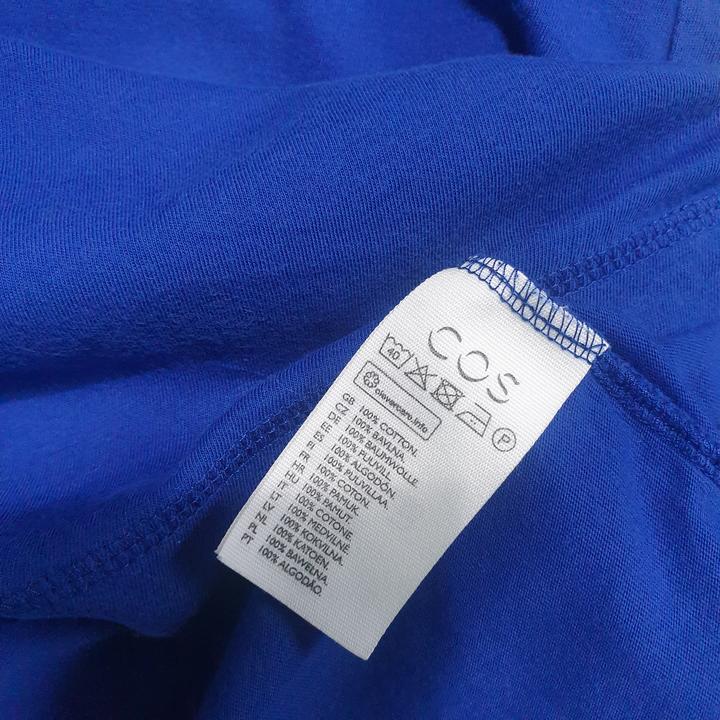 COS
40
P
clevercare.info
GB 100% COTTON.
CZ 100% BAVLNA.
DE 100% BAUMWOLLE.
EE 100% PUUVILL.
ES 100% ALGODÓN.
FI 100% PUUVILLAA.
FR 100% COTON.
HR 100% PAMUK.
HU 100% PAMUT.
IT 100% COTONE.
LT 100% MEDVILNĖ.
LV 100% KOKVILNA.
NL 100% KATOEN.
PL 100% BAWEŁNA.
PT 100% ALGODÃO.